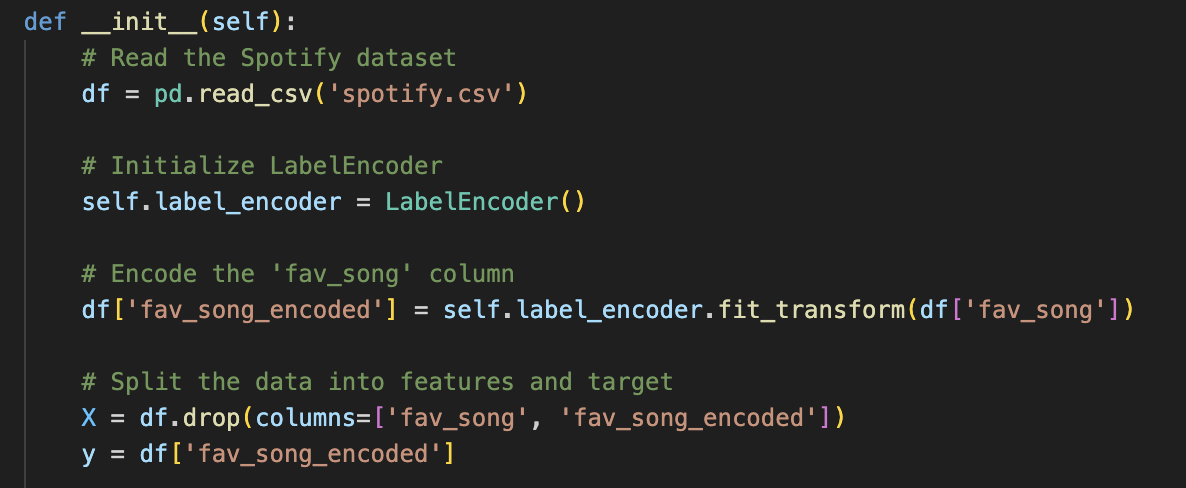 def __init__(self):
    # Read the Spotify dataset
    df = pd.read_csv('spotify.csv')

    # Initialize LabelEncoder
    self.label_encoder = LabelEncoder()

    # Encode the 'fav_song' column
    df['fav_song_encoded'] = self.label_encoder.fit_transform(df['fav_song'])

    # Split the data into features and target
    X = df.drop(columns=['fav_song', 'fav_song_encoded'])
    y = df['fav_song_encoded']